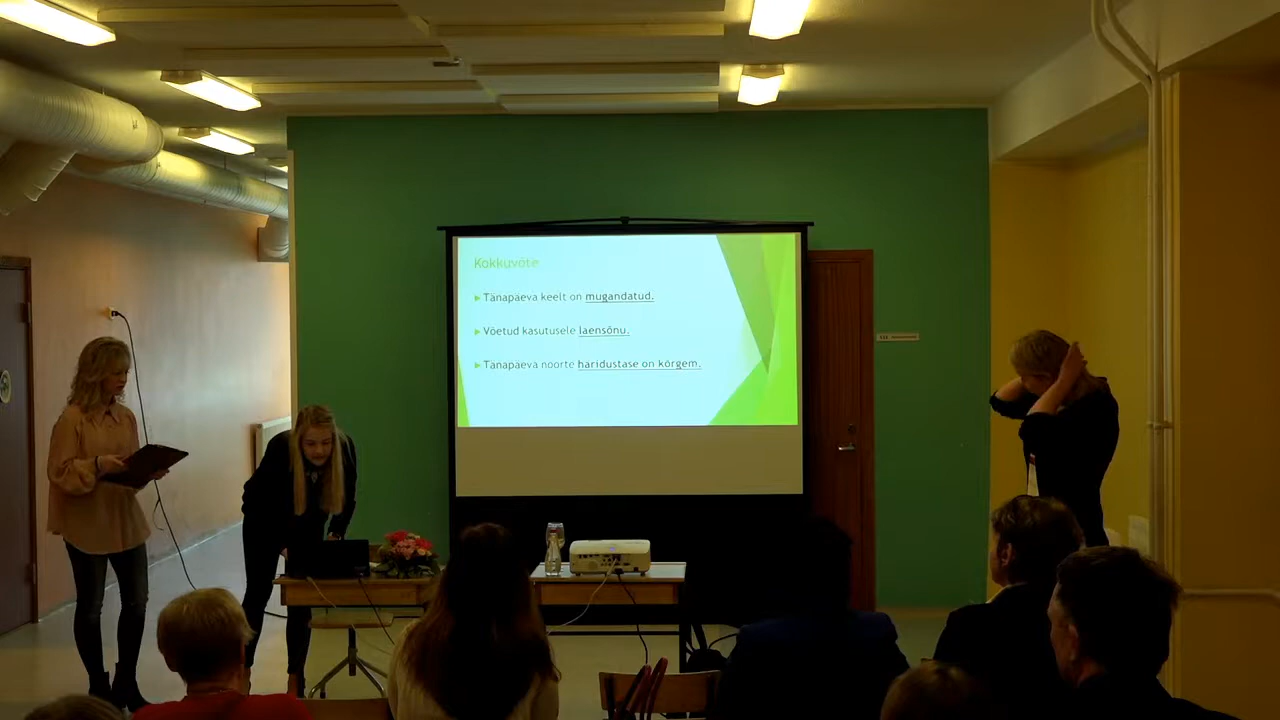 Kokkuvõte
Tänapäeva keelt on mugandatud.
Võetud kasutusele laensõnu.
Tänapäeva noorte haridustase on kõrgem.